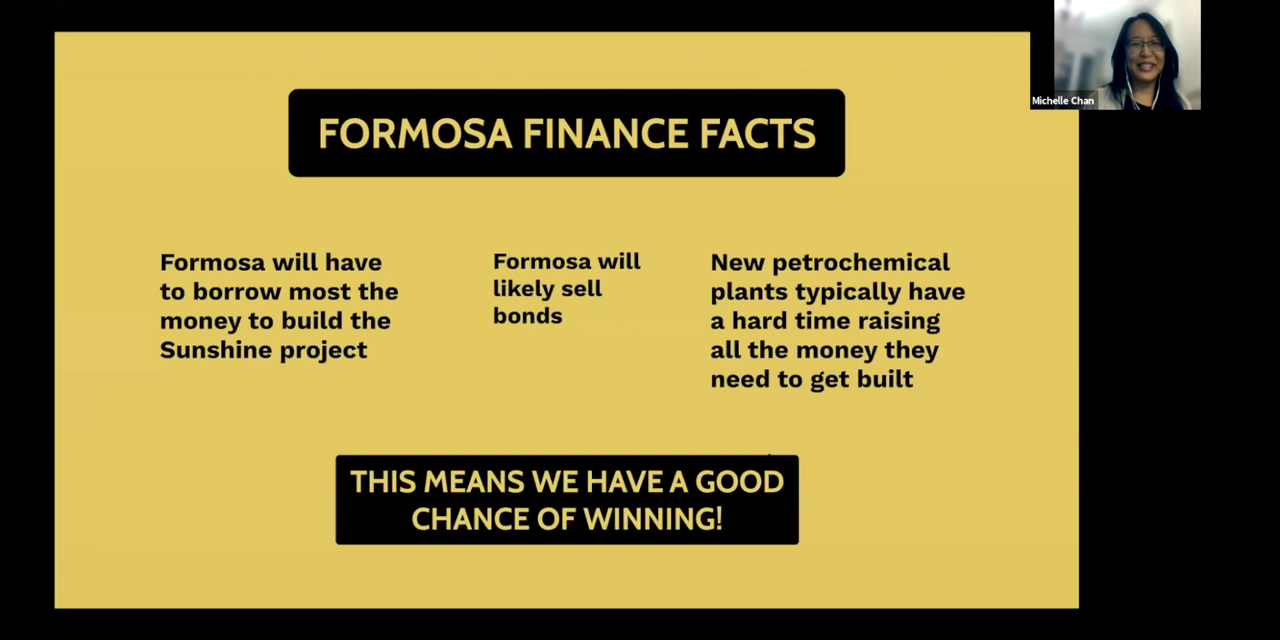 Michelle Chan
FORMOSA FINANCE FACTS
Formosa will have
to borrow most the
money to build the
Sunshine project
Formosa will
likely sell
bonds
New petrochemical
plants typically have
a hard time raising
all the money they
need to get built
THIS MEANS WE HAVE A GOOD
CHANCE OF WINNING!